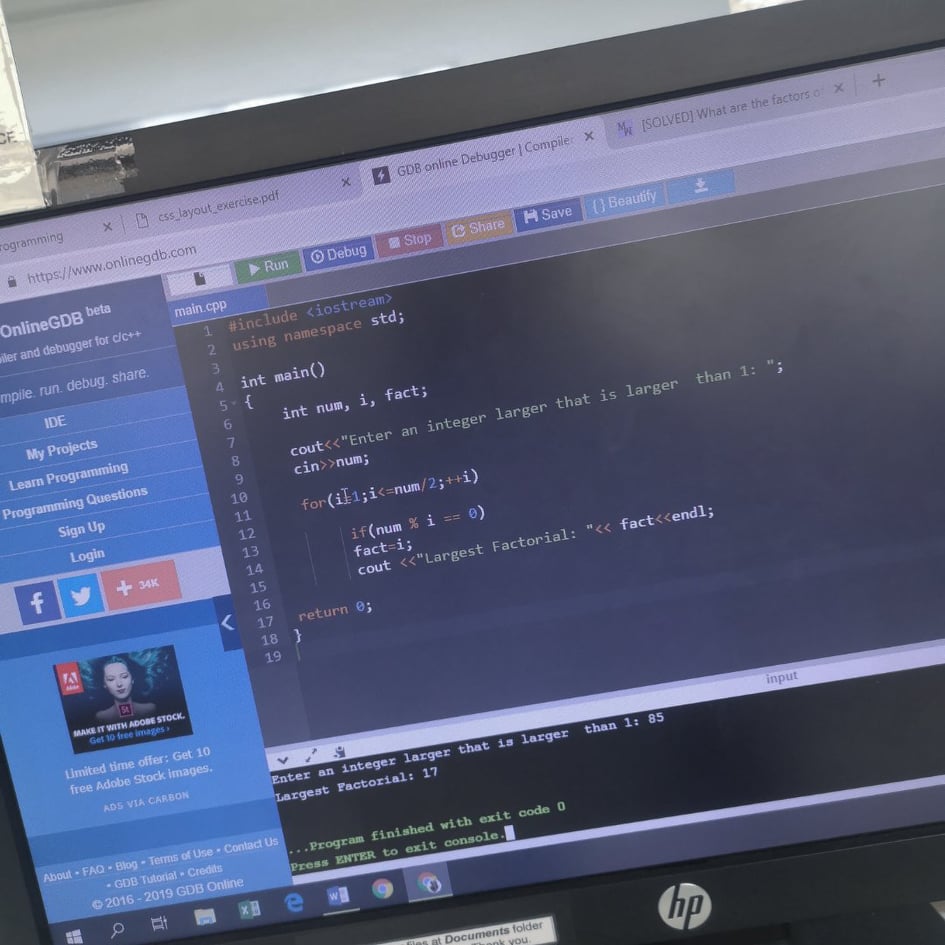 rogramming
css_layout_exercise.pdf
GDB online Debugger | Compiler
[SOLVED] What are the factors o
https://www.onlinegdb.com
Run
Debug
Stop
Share
Save
{} Beautify
OnlineGDB beta
piler and debugger for c/c++
mpile. run. debug. share.
IDE
My Projects
Learn Programming
Programming Questions
Sign Up
Login
34K
Adobe
St
MAKE IT WITH ADOBE STOCK.
Get 10 free images ›
Limited time offer: Get 10
free Adobe Stock images.
ADS VIA CARBON
About • FAQ • Blog • Terms of Use • Contact Us
• GDB Tutorial • Credits
© 2016 - 2019 GDB Online
main.cpp
1 #include <iostream>
2 using namespace std;
3
4 int main()
5 {
6 int num, i, fact;
7
8 cout<<"Enter an integer larger that is larger  than 1: ";
9 cin>>num;
10
11 for(i=1;i<=num/2;++i)
12
13 if(num % i == 0)
14 fact=i;
15 cout <<"Largest Factorial: "<< fact<<endl;
16
17 return 0;
18 }
19
input
Enter an integer larger that is larger  than 1: 85
Largest Factorial: 17
...Program finished with exit code 0
Press ENTER to exit console.
hp
files at Documents folder
Thank you.